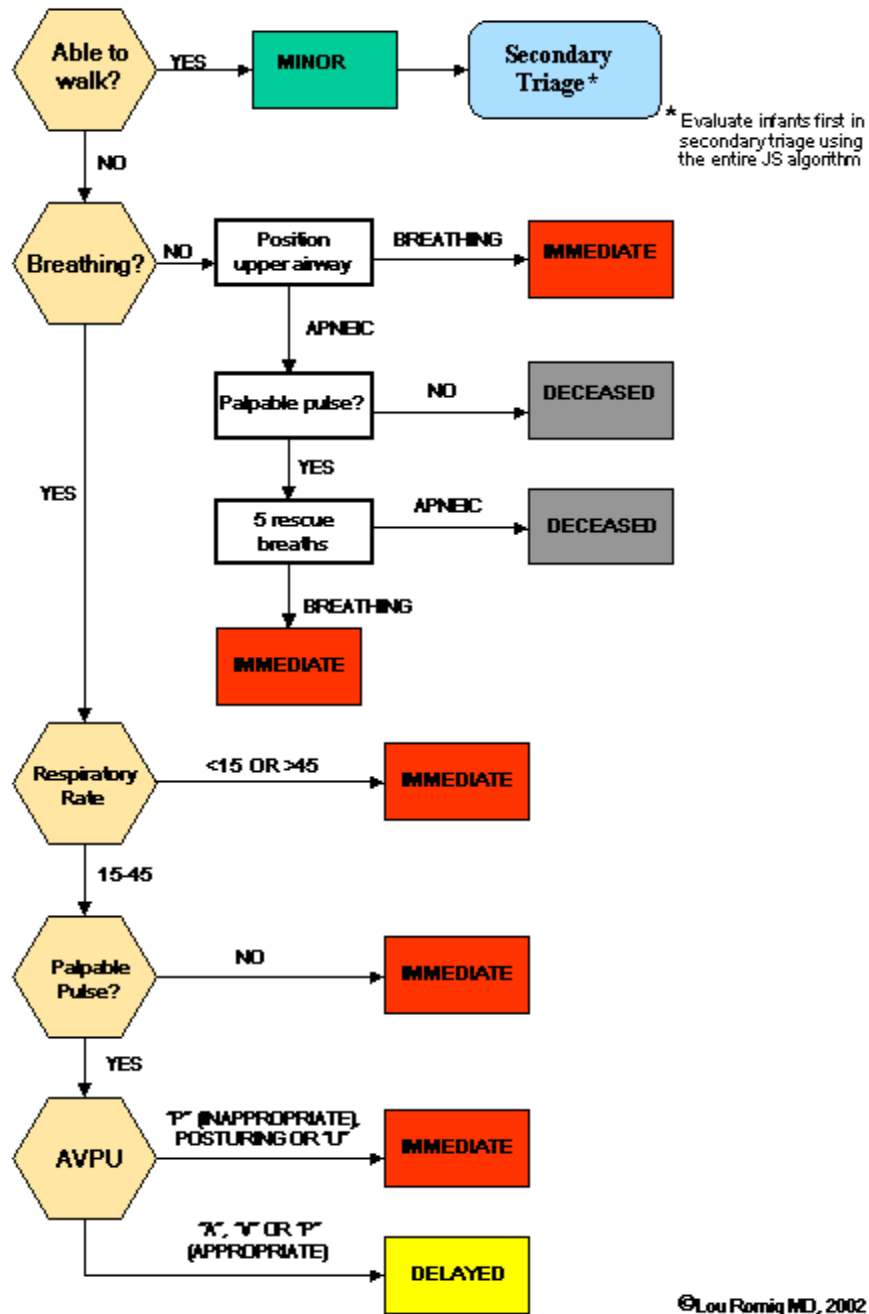 Able to
walk?
YES
MINOR
Secondary
Triage*
* Evaluate infants first in
secondary triage using
the entire JS algorithm
NO
Breathing?
NO
Position
upper airway
BREATHING
IMMEDIATE
APNEIC
Palpable pulse?
NO
DECEASED
YES
YES
5 rescue
breaths
APNEIC
DECEASED
BREATHING
IMMEDIATE
Respiratory
Rate
<15 OR >45
IMMEDIATE
15-45
Palpable
Pulse?
NO
IMMEDIATE
YES
AVPU
"P" (INAPPROPRIATE),
POSTURING OR "U"
IMMEDIATE
"A", "V" OR "P"
(APPROPRIATE)
DELAYED
©Lou Romig MD, 2002